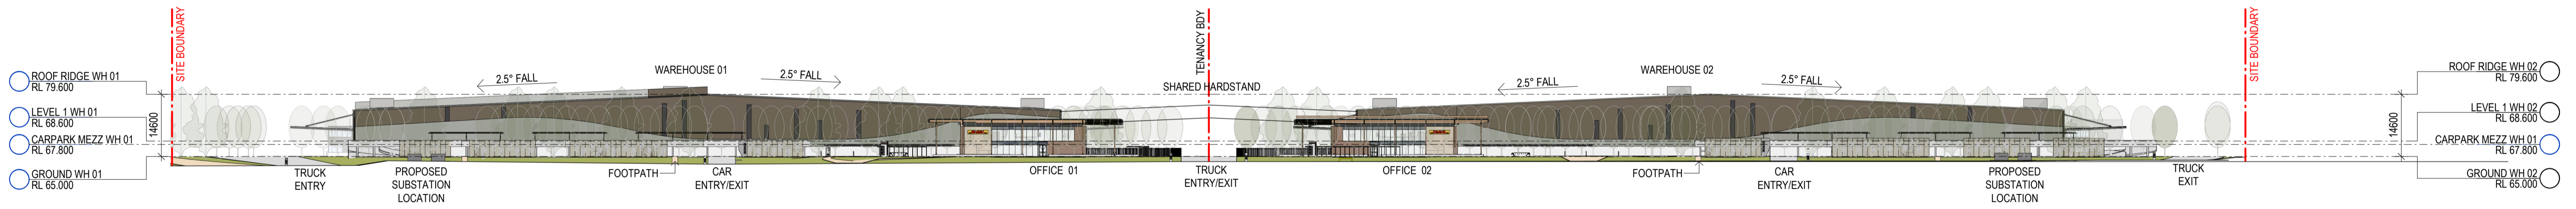 SITE BOUNDARY
TENANCY BDY
SITE BOUNDARY
ROOF RIDGE WH 01
RL 79.600
LEVEL 1 WH 01
RL 68.600
CARPARK MEZZ WH 01
RL 67.800
GROUND WH 01
RL 65.000
14600
2.5° FALL
WAREHOUSE 01
2.5° FALL
SHARED HARDSTAND
2.5° FALL
WAREHOUSE 02
2.5° FALL
TRUCK
ENTRY
PROPOSED
SUBSTATION
LOCATION
FOOTPATH
CAR
ENTRY/EXIT
OFFICE 01
TRUCK
ENTRY/EXIT
OFFICE 02
FOOTPATH
CAR
ENTRY/EXIT
PROPOSED
SUBSTATION
LOCATION
TRUCK
EXIT
14600
ROOF RIDGE WH 02
RL 79.600
LEVEL 1 WH 02
RL 68.600
CARPARK MEZZ WH 01
RL 67.800
GROUND WH 02
RL 65.000